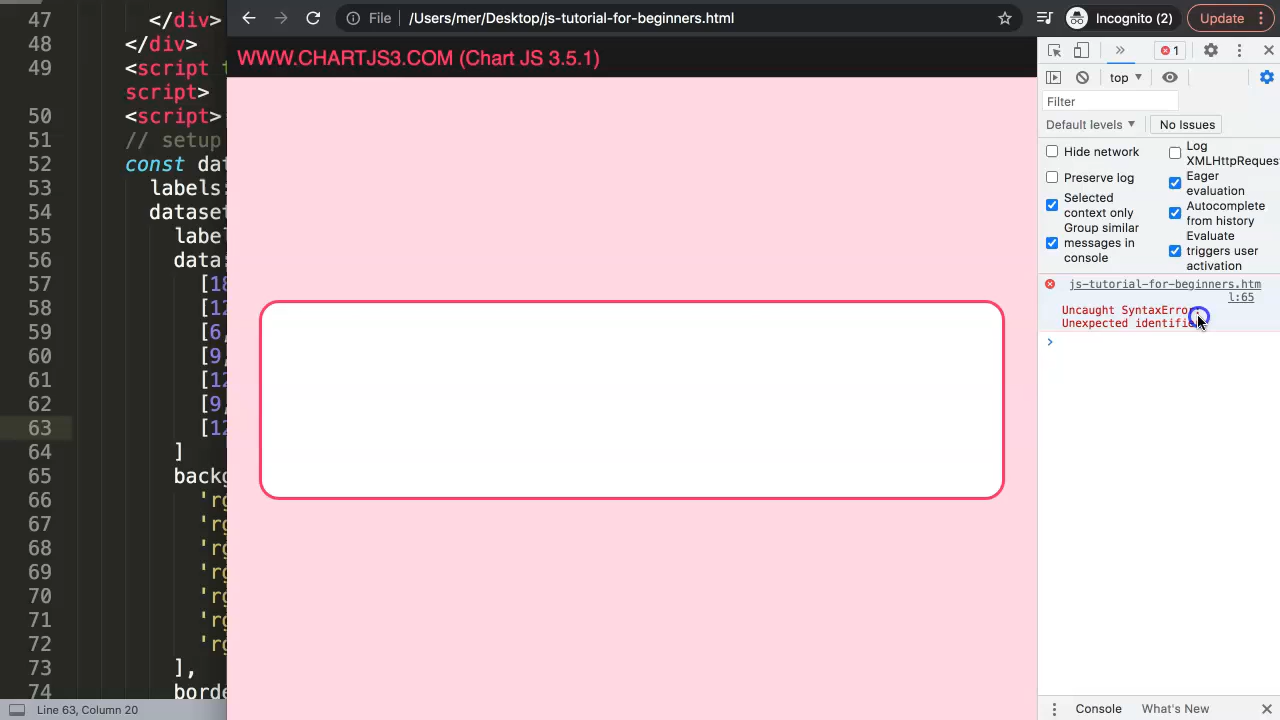 47 </div>
48 </div>
49 <script t
script>
50 <script>
51 // setup
52 const dat
53 labels:
54 dataset
55 label
56 data:
57 [18
58 [12
59 [6,
60 [9,
61 [12
62 [9,
63 [12
64 ]
65 backg
66 'rg
67 'rg
68 'rg
69 'rg
70 'rg
71 'rg
72 'rg
73 ],
74 borde
Line 63, Column 20
File /Users/mer/Desktop/js-tutorial-for-beginners.html
Incognito (2)
Update
WWW.CHARTJS3.COM (Chart JS 3.5.1)
1
top
Filter
Default levels
No Issues
Hide network
Log XMLHttpReques
Preserve log
Eager evaluation
Selected context only
Autocomplete from history
Group similar messages in console
Evaluate triggers user activation
js-tutorial-for-beginners.htm
l:65
Uncaught SyntaxError:
Unexpected identifi
Console
What's New